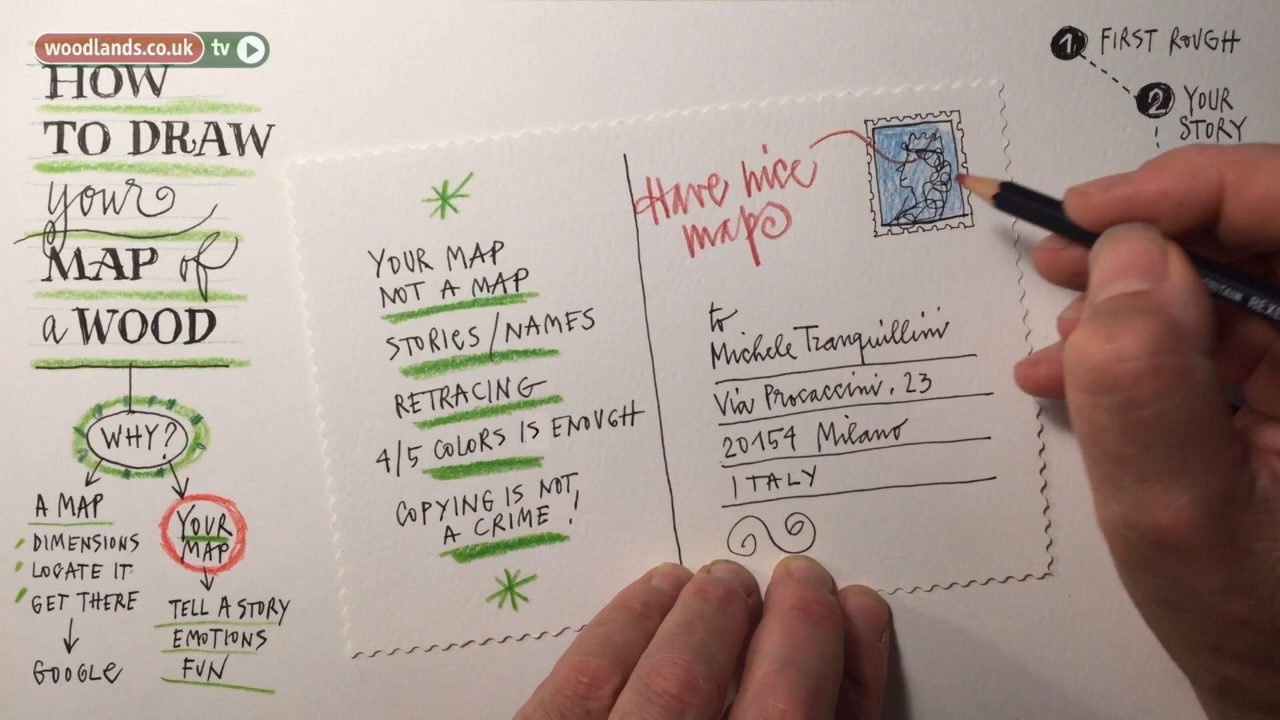 woodlands.co.uk tv
HOW
TO DRAW
your
MAP of
a WOOD
WHY?
A MAP
DIMENSIONS
LOCATE IT
GET THERE
GOOGLE
YOUR
MAP
TELL A STORY
EMOTIONS
FUN
YOUR MAP
NOT A MAP
STORIES/NAMES
RETRACING
4/5 COLORS IS ENOUGH
COPYING IS NOT
A CRIME!
Have nice
map
to
Michele Tranquillini
Via Procaccini, 23
20154 Milano
ITALY
1 FIRST ROUGH
2 YOUR
STORY